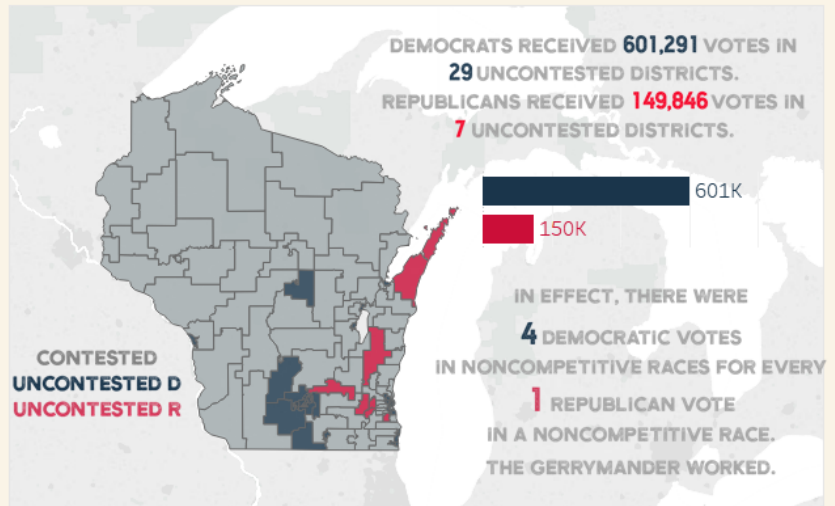 DEMOCRATS RECEIVED 601,291 VOTES IN
29 UNCONTESTED DISTRICTS.
REPUBLICANS RECEIVED 149,846 VOTES IN
7 UNCONTESTED DISTRICTS.
601K
150K
IN EFFECT, THERE WERE
4 DEMOCRATIC VOTES
IN NONCOMPETITIVE RACES FOR EVERY
1 REPUBLICAN VOTE
IN A NONCOMPETITIVE RACE.
THE GERRYMANDER WORKED.
CONTESTED
UNCONTESTED D
UNCONTESTED R